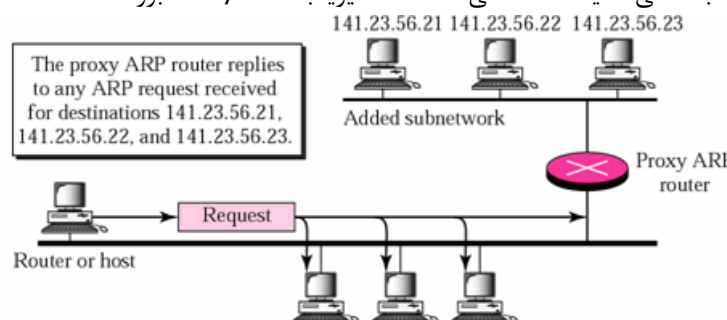 141.23.56.21 141.23.56.22 141.23.56.23
The proxy ARP router replies
to any ARP request received
for destinations 141.23.56.21,
141.23.56.22, and 141.23.56.23.
Added subnetwork
Proxy ARP
router
Request
Router or host